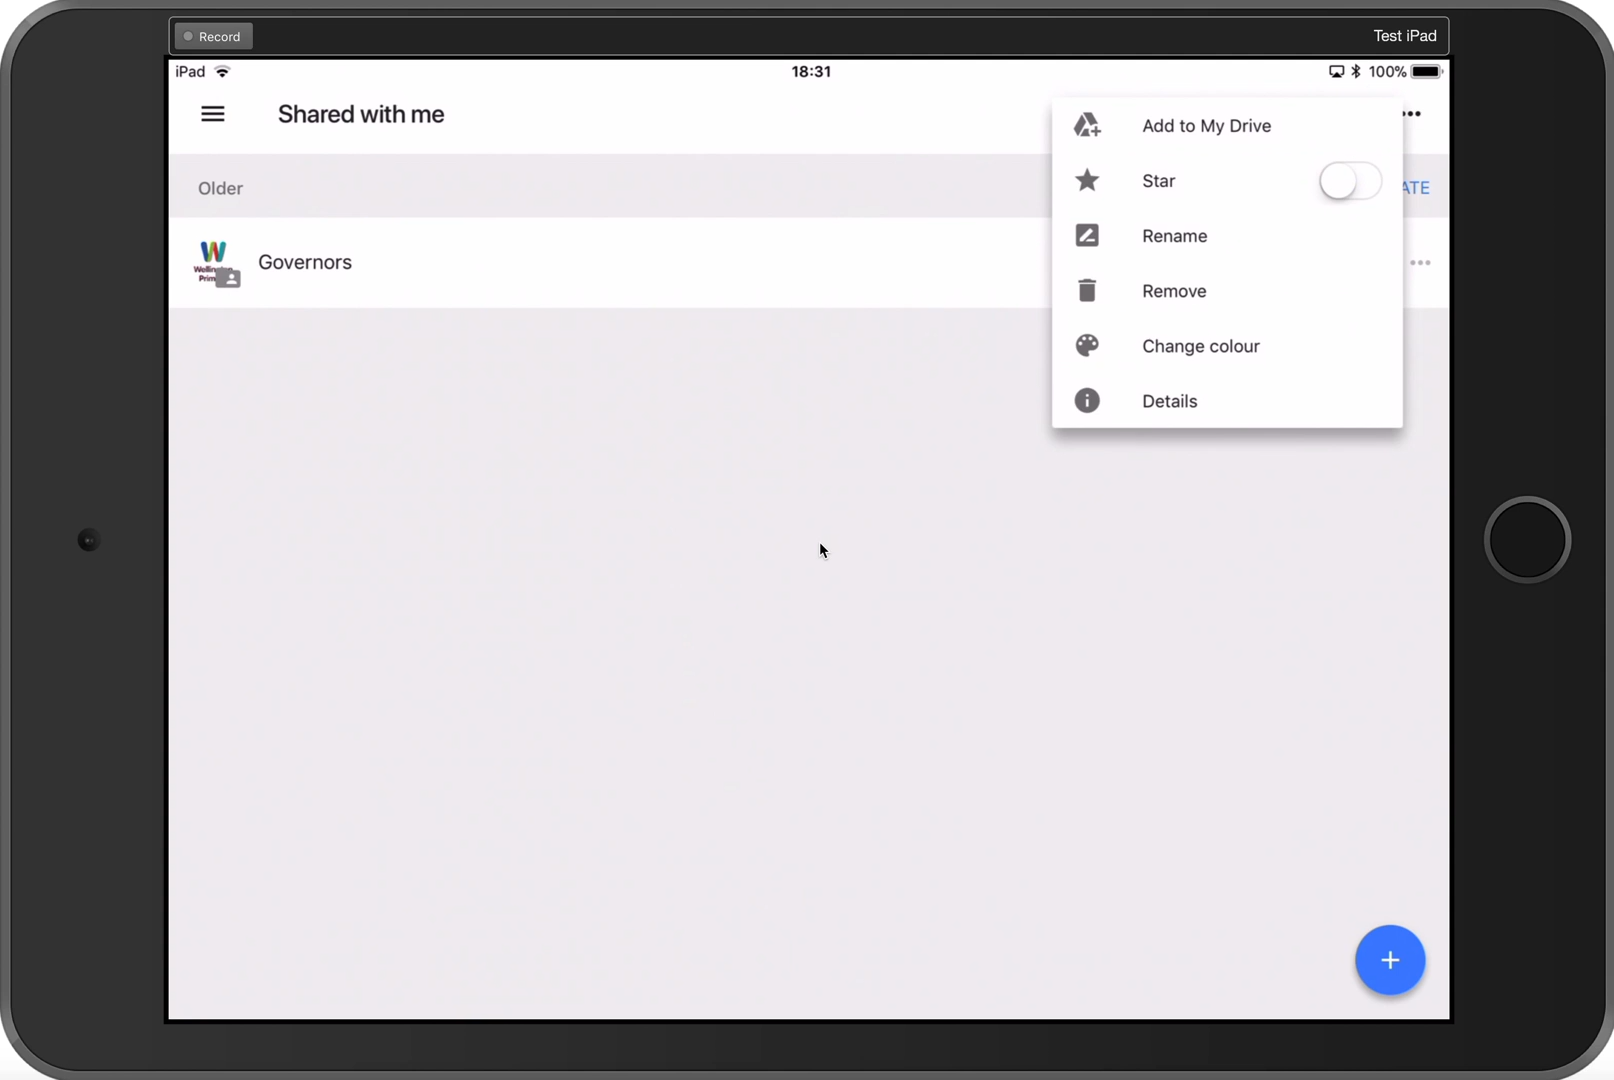 Record
Test iPad
iPad
18:31
100%
Shared with me
Older
ATE
Governors
Add to My Drive
Star
Rename
Remove
Change colour
Details